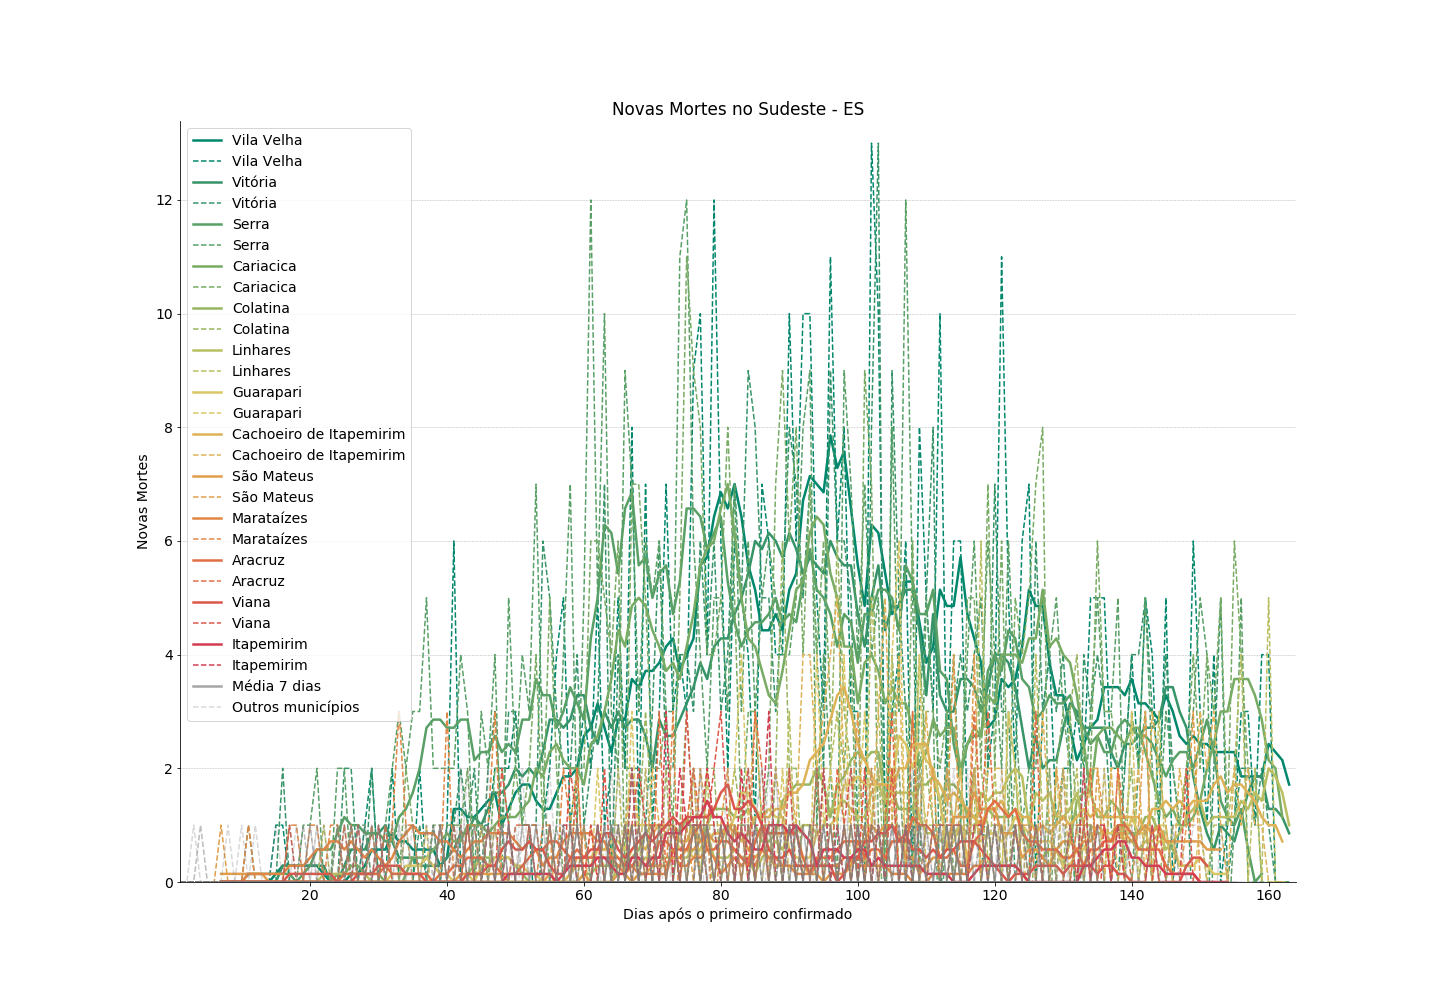 Novas Mortes no Sudeste - ES
Vila Velha
Vila Velha
Vitória
Vitória
Serra
Serra
Cariacica
Cariacica
Colatina
Colatina
Linhares
Linhares
Guarapari
Guarapari
Cachoeiro de Itapemirim
Cachoeiro de Itapemirim
São Mateus
São Mateus
Marataízes
Marataízes
Aracruz
Aracruz
Viana
Viana
Itapemirim
Itapemirim
Média 7 dias
Outros municípios
Novas Mortes
12
10
8
6
4
2
0
20 40 60 80 100 120 140 160
Dias após o primeiro confirmado